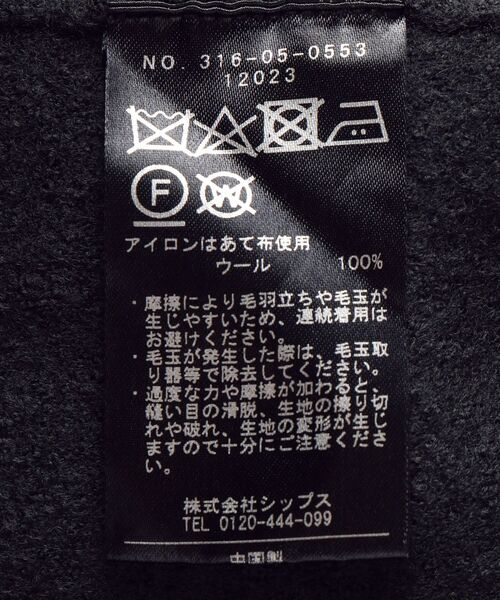 NO. 316-05-0553
12023
F
W
アイロンはあて布使用
ウール 100%
・摩擦により毛羽立ちや毛玉が
生じやすいため、連続着用は
お避けください。
・毛玉が発生した際は、毛玉取
り器等で除去してください。
・過度な力や摩擦が加わると、
縫い目の滑脱、生地の擦り切
れや破れ、生地の変形が生じ
ますので十分にご注意くださ
い。
株式会社シップス
TEL 0120-444-099
中国製